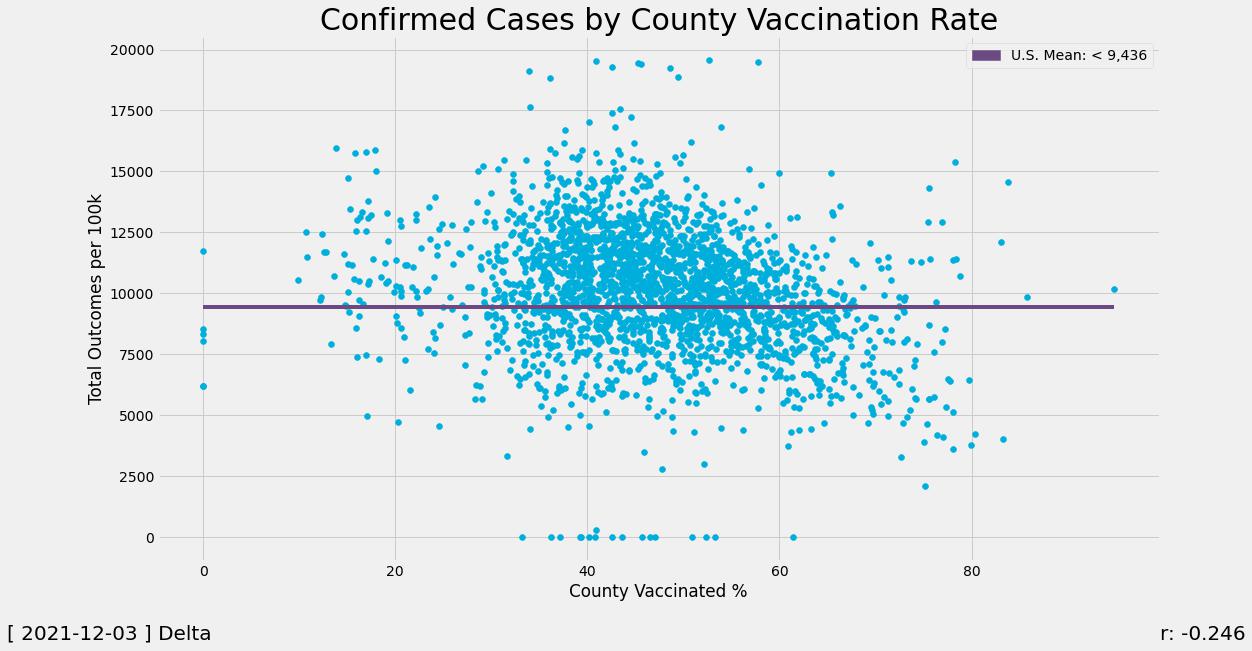 Confirmed Cases by County Vaccination Rate
U.S. Mean: < 9,436
Total Outcomes per 100k
20000
17500
15000
12500
10000
7500
5000
2500
0
0 20 40 60 80
County Vaccinated %
[ 2021-12-03 ] Delta
r: -0.246